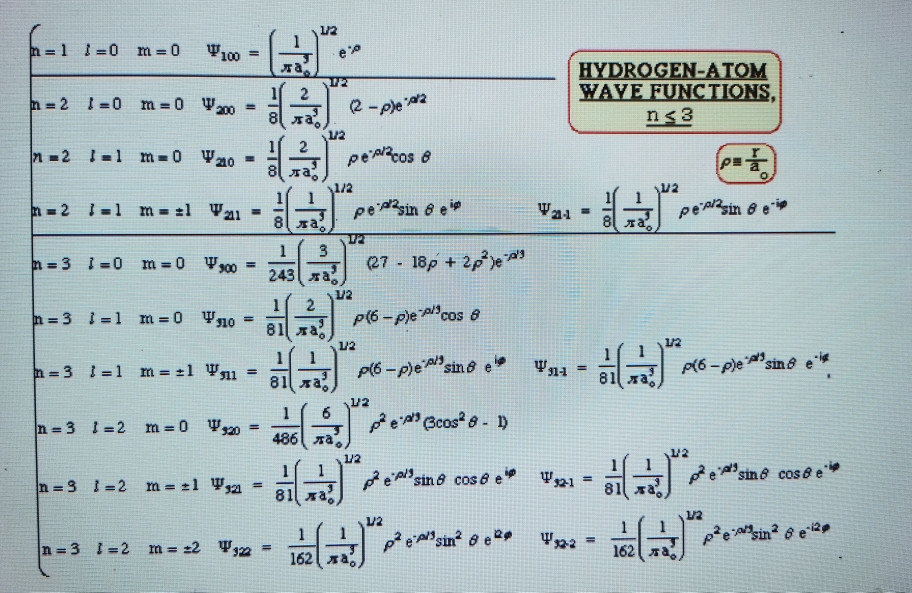 HYDROGEN-ATOM
WAVE FUNCTIONS,
n ≤ 3
ρ ≡ r/a₀
n = 1 l = 0 m = 0 Ψ₁₀₀ = (1/πa₀³)^1/2 e^-ρ
n = 2 l = 0 m = 0 Ψ₂₀₀ = 1/8 (2/πa₀³)^1/2 (2 - ρ)e^-ρ/2
n = 2 l = 1 m = 0 Ψ₂₁₀ = 1/8 (2/πa₀³)^1/2 ρe^-ρ/2 cos θ
n = 2 l = 1 m = ±1 Ψ₂₁₁ = 1/8 (1/πa₀³)^1/2 ρe^-ρ/2 sin θ e^iφ Ψ₂₁₋₁ = 1/8 (1/πa₀³)^1/2 ρe^-ρ/2 sin θ e^-iφ
n = 3 l = 0 m = 0 Ψ₃₀₀ = 1/243 (3/πa₀³)^1/2 (27 - 18ρ + 2ρ²)e^-ρ/3
n = 3 l = 1 m = 0 Ψ₃₁₀ = 1/81 (2/πa₀³)^1/2 ρ(6 - ρ)e^-ρ/3 cos θ
n = 3 l = 1 m = ±1 Ψ₃₁₁ = 1/81 (1/πa₀³)^1/2 ρ(6 - ρ)e^-ρ/3 sin θ e^iφ Ψ₃₁₋₁ = 1/81 (1/πa₀³)^1/2 ρ(6 - ρ)e^-ρ/3 sin θ e^-iφ,
n = 3 l = 2 m = 0 Ψ₃₂₀ = 1/486 (6/πa₀³)^1/2 ρ² e^-ρ/3 (3cos² θ - 1)
n = 3 l = 2 m = ±1 Ψ₃₂₁ = 1/81 (1/πa₀³)^1/2 ρ² e^-ρ/3 sin θ cos θ e^iφ Ψ₃₂₋₁ = 1/81 (1/πa₀³)^1/2 ρ² e^-ρ/3 sin θ cos θ e^-iφ
n = 3 l = 2 m = ±2 Ψ₃₂₂ = 1/162 (1/πa₀³)^1/2 ρ² e^-ρ/3 sin² θ e^i2φ Ψ₃₂₋₂ = 1/162 (1/πa₀³)^1/2 ρ² e^-ρ/3 sin² θ e^-i2φ